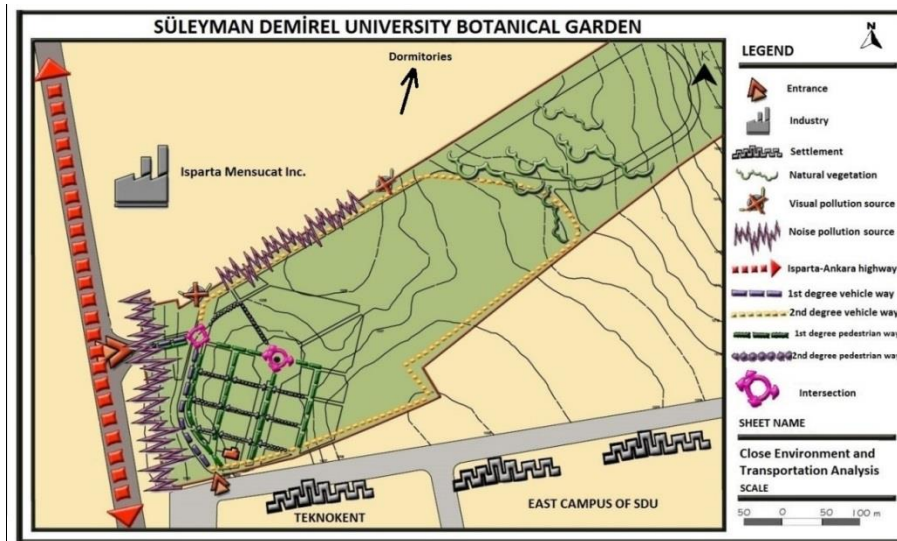 SÜLEYMAN DEMİREL UNIVERSITY BOTANICAL GARDEN
Dormitories
K
Isparta Mensucat Inc.
TEKNOKENT
EAST CAMPUS OF SDU
N
LEGEND
Entrance
Industry
Settlement
Natural vegetation
Visual pollution source
Noise pollution source
Isparta-Ankara highway
1st degree vehicle way
2nd degree vehicle way
1st degree pedestrian way
2nd degree pedestrian way
Intersection
SHEET NAME
Close Environment and
Transportation Analysis
SCALE
50 0 50 100 m